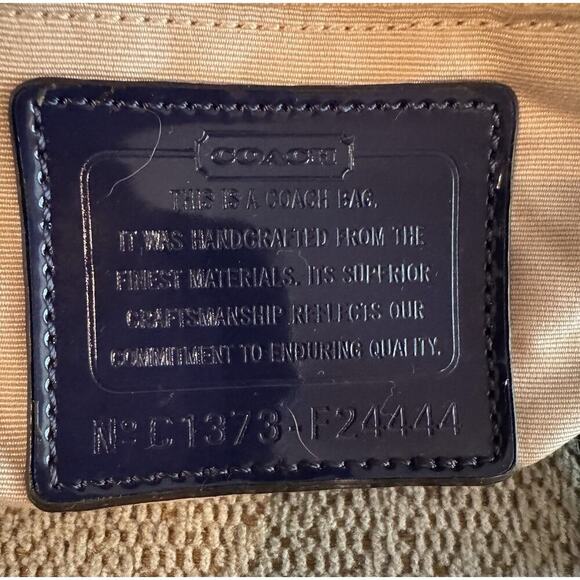 COACH
THIS IS A COACH BAG.
IT WAS HANDCRAFTED FROM THE
FINEST MATERIALS. ITS SUPERIOR
CRAFTSMANSHIP REFLECTS OUR
COMMITMENT TO ENDURING QUALITY.
Nº C1373-F24444